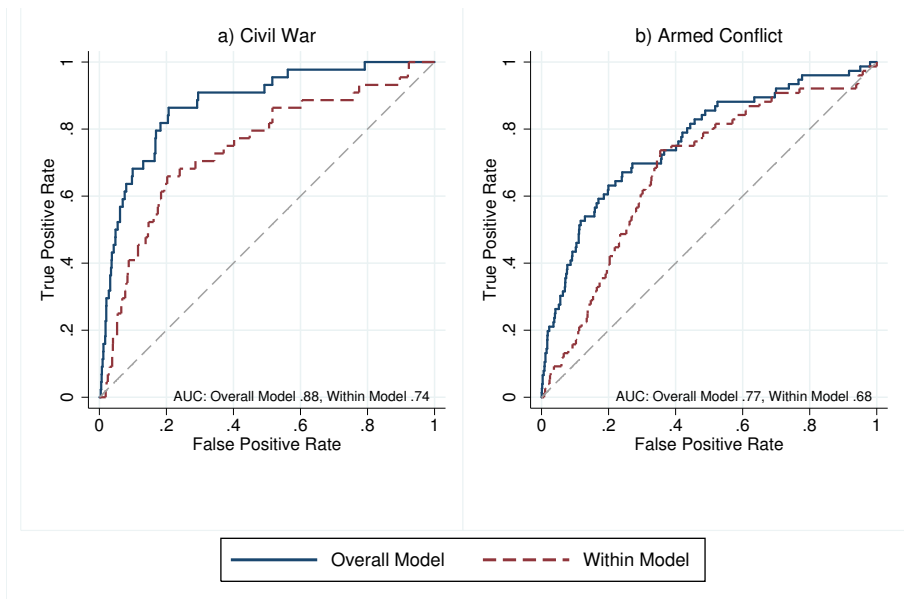 a) Civil War
True Positive Rate
1
.8
.6
.4
.2
0
AUC: Overall Model .88, Within Model .74
0 .2 .4 .6 .8 1
False Positive Rate
b) Armed Conflict
True Positive Rate
1
.8
.6
.4
.2
0
AUC: Overall Model .77, Within Model .68
0 .2 .4 .6 .8 1
False Positive Rate
Overall Model Within Model